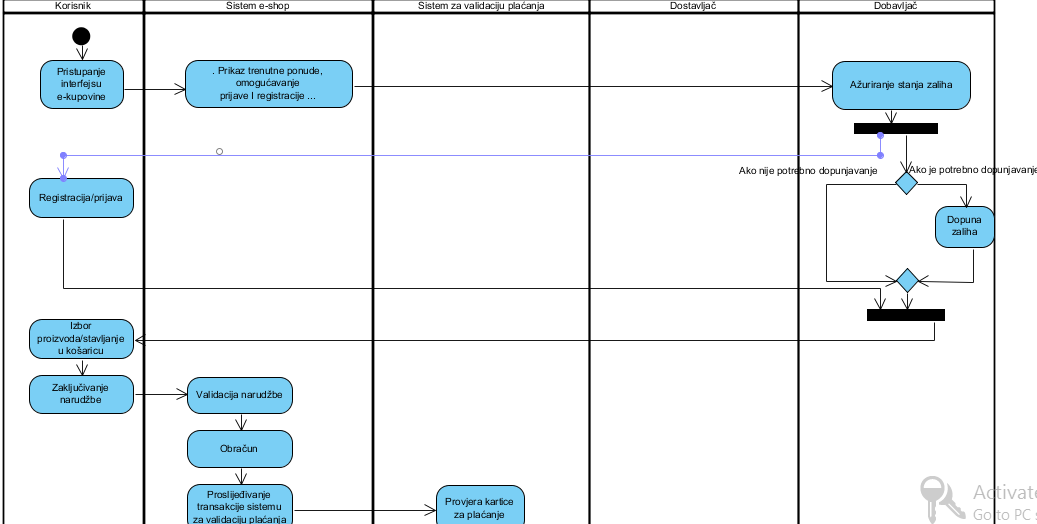 Korisnik
Sistem e-shop
Sistem za validaciju plaćanja
Dostavljač
Dobavljač
Pristupanje
interfejsu
e-kupovine
. Prikaz trenutne ponude,
omogućavanje
prijave I registracije ...
Ažuriranje stanja zaliha
Ako nije potrebno dopunjavanje
Ako je potrebno dopunjavanje
Registracija/prijava
Dopuna
zaliha
Izbor
proizvoda/stavljanje
u košaricu
Zaključivanje
narudžbe
Validacija narudžbe
Obračun
Proslijeđivanje
transakcije sistemu
za validaciju plaćanja
Provjera kartice
za plaćanje
Activate
Go to PC s